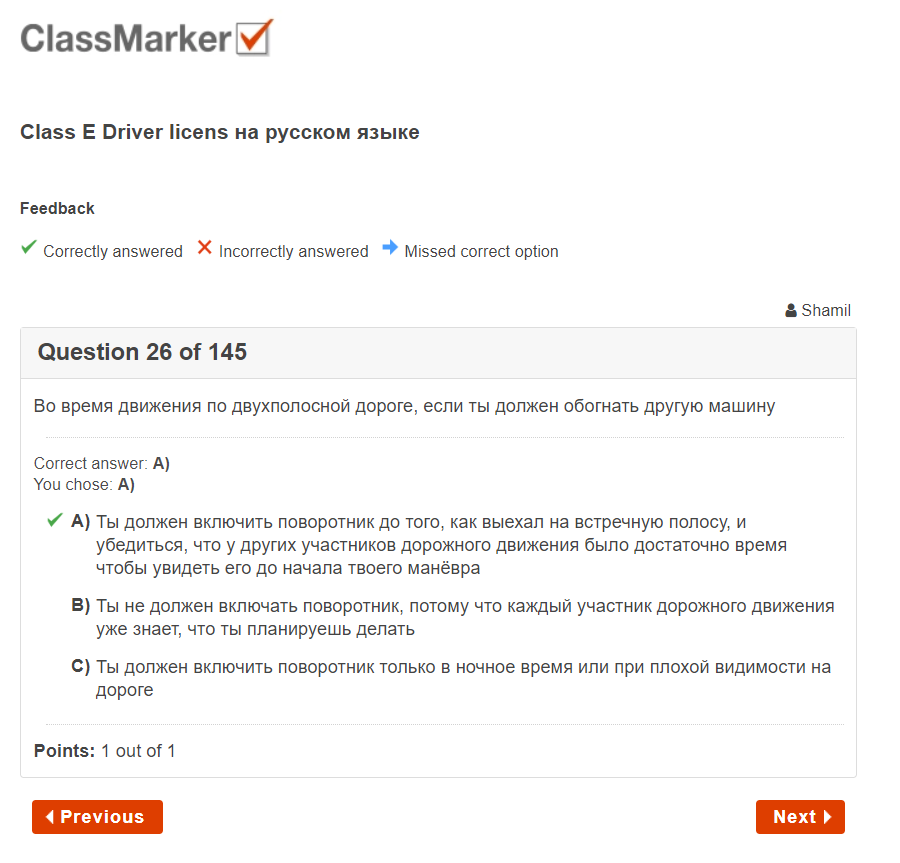 ClassMarker
Class E Driver licens на русском языке
Feedback
Correctly answered Incorrectly answered Missed correct option
Shamil
Question 26 of 145
Во время движения по двухполосной дороге, если ты должен обогнать другую машину
Correct answer: A)
You chose: A)
A) Ты должен включить поворотник до того, как выехал на встречную полосу, и
убедиться, что у других участников дорожного движения было достаточно время
чтобы увидеть его до начала твоего манёвра
B) Ты не должен включать поворотник, потому что каждый участник дорожного движения
уже знает, что ты планируешь делать
C) Ты должен включить поворотник только в ночное время или при плохой видимости на
дороге
Points: 1 out of 1
Previous
Next